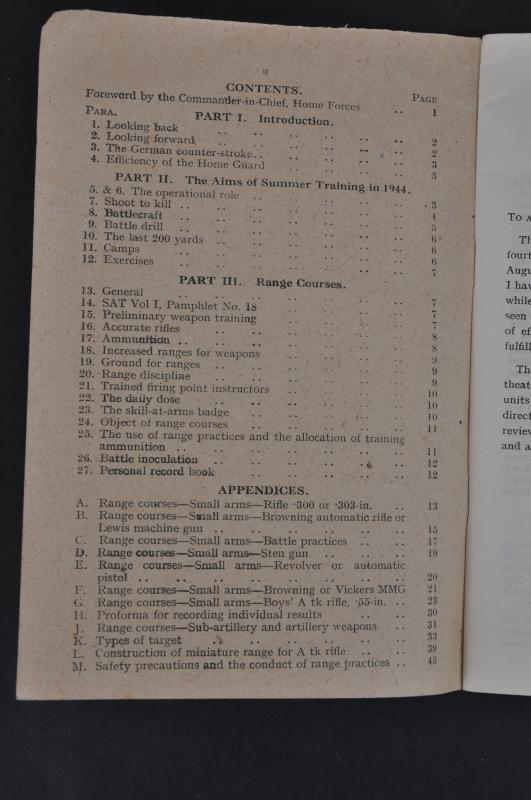 ii
CONTENTS.
PAGE
Foreword by the Commander-in-Chief, Home Forces .. 1
PARA. PART I. Introduction.
1. Looking back .. .. .. .. .. .. 2
2. Looking forward .. .. .. .. .. 2
3. The German counter-stroke .. .. .. .. 3
4. Efficiency of the Home Guard .. .. .. .. 3
PART II. The Aims of Summer Training in 1944.
5. & 6. The operational role .. .. .. .. 3
7. Shoot to kill .. .. .. .. .. .. 4
8. Battlecraft .. .. .. .. .. .. 5
9. Battle drill .. .. .. .. .. .. 6
10. The last 200 yards .. .. .. .. .. 6
11. Camps .. .. .. .. .. .. 6
12. Exercises .. .. .. .. .. .. 7
PART III. Range Courses.
13. General .. .. .. .. .. .. 7
14. SAT Vol I, Pamphlet No. 18 .. .. .. 7
15. Preliminary weapon training .. .. .. 7
16. Accurate rifles .. .. .. .. .. 8
17. Ammunition .. .. .. .. .. .. 8
18. Increased ranges for weapons .. .. .. 9
19. Ground for ranges .. .. .. .. .. 9
20. Range discipline .. .. .. .. .. 9
21. Trained firing point instructors .. .. .. 10
22. The daily dose .. .. .. .. .. 10
23. The skill-at-arms badge .. .. .. .. 10
24. Object of range courses .. .. .. .. 11
25. The use of range practices and the allocation of training
ammunition .. .. .. .. .. .. 11
26. Battle inoculation .. .. .. .. .. 12
27. Personal record book .. .. .. .. 12
APPENDICES.
A. Range courses—Small arms—Rifle ·300 or ·303-in. .. 13
B. Range courses—Small arms—Browning automatic rifle or
Lewis machine gun .. .. .. .. .. 15
C. Range courses—Small arms—Battle practices .. .. 17
D. Range courses—Small arms—Sten gun .. .. 19
E. Range courses—Small arms—Revolver or automatic
pistol .. .. .. .. .. .. .. 20
F. Range courses—Small arms—Browning or Vickers MMG 21
G. Range courses—Small arms—Boys' A tk rifle, ·55-in. .. 23
H. Proforma for recording individual results .. .. 30
J. Range courses—Sub-artillery and artillery weapons .. 31
K. Types of target .. .. .. .. .. 33
L. Construction of miniature range for A tk rifle .. .. 39
M. Safety precautions and the conduct of range practices .. 45
TO A
Th
fourt
Augu
I hav
while
seen
of ef
fulfill
Th
theat
units
direct
review
and a